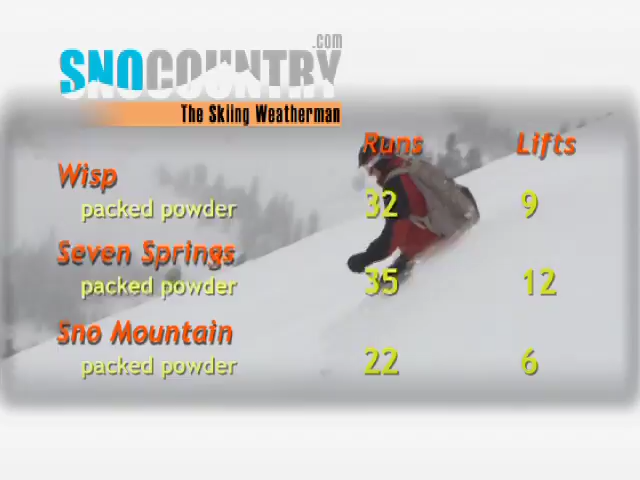 .com
SNOCOUNTRY
The Skiing Weatherman
Runs Lifts
Wisp
packed powder 32 9
Seven Springs
packed powder 35 12
Sno Mountain
packed powder 22 6